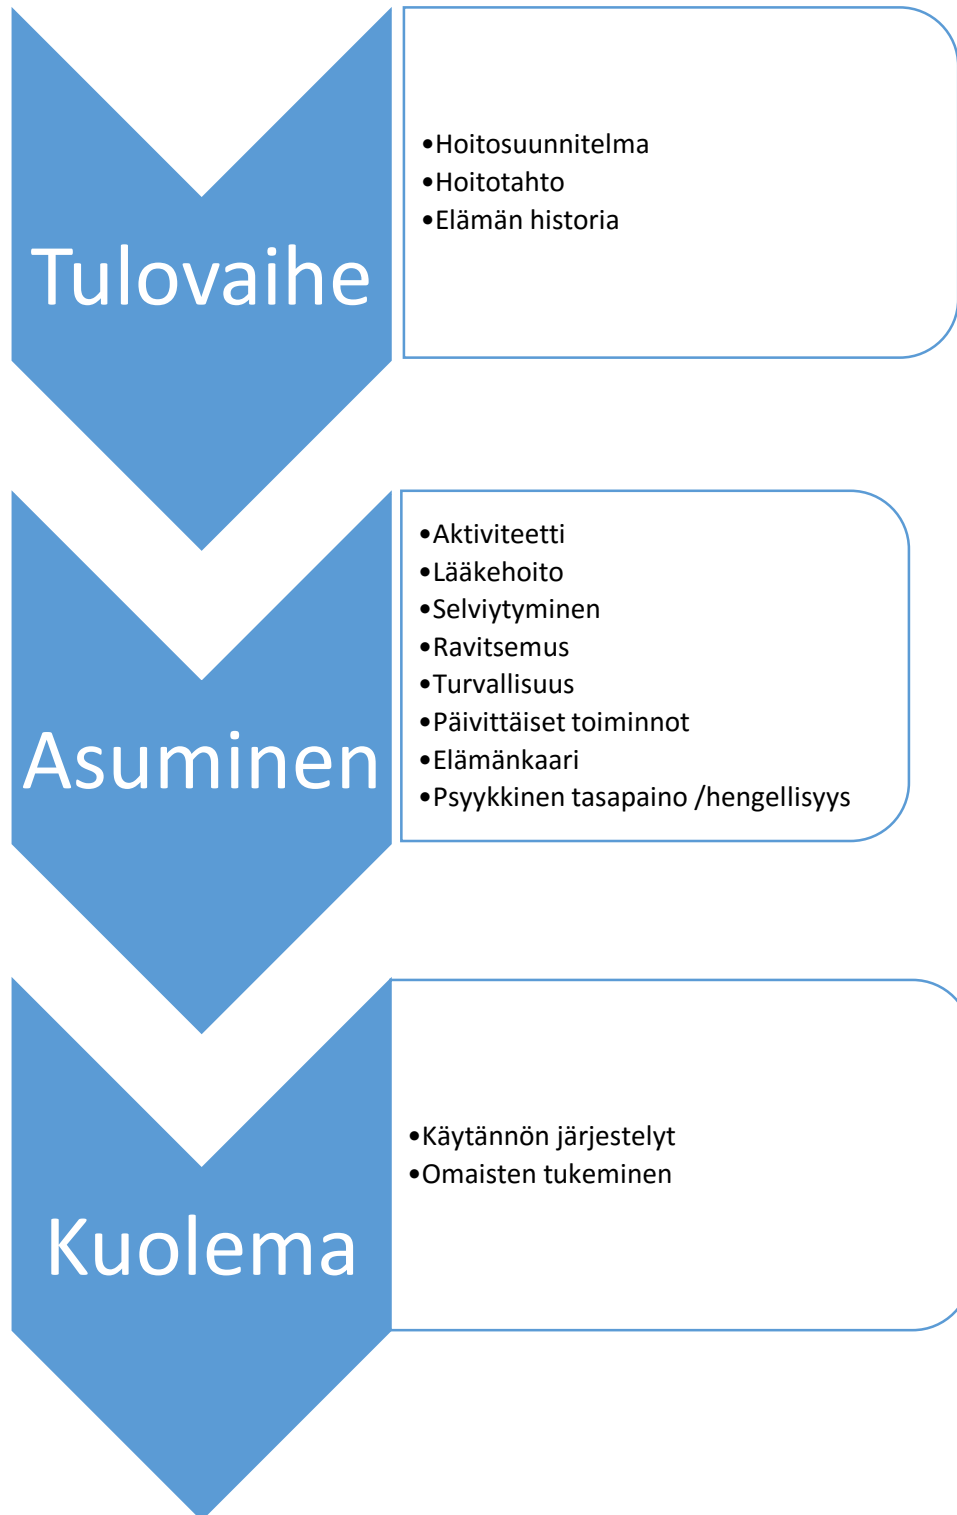 Tulovaihe
•Hoitosuunnitelma
•Hoitotahto
•Elämän historia
Asuminen
•Aktiviteetti
•Lääkehoito
•Selviytyminen
•Ravitsemus
•Turvallisuus
•Päivittäiset toiminnot
•Elämänkaari
•Psyykkinen tasapaino /hengellisyys
Kuolema
•Käytännön järjestelyt
•Omaisten tukeminen